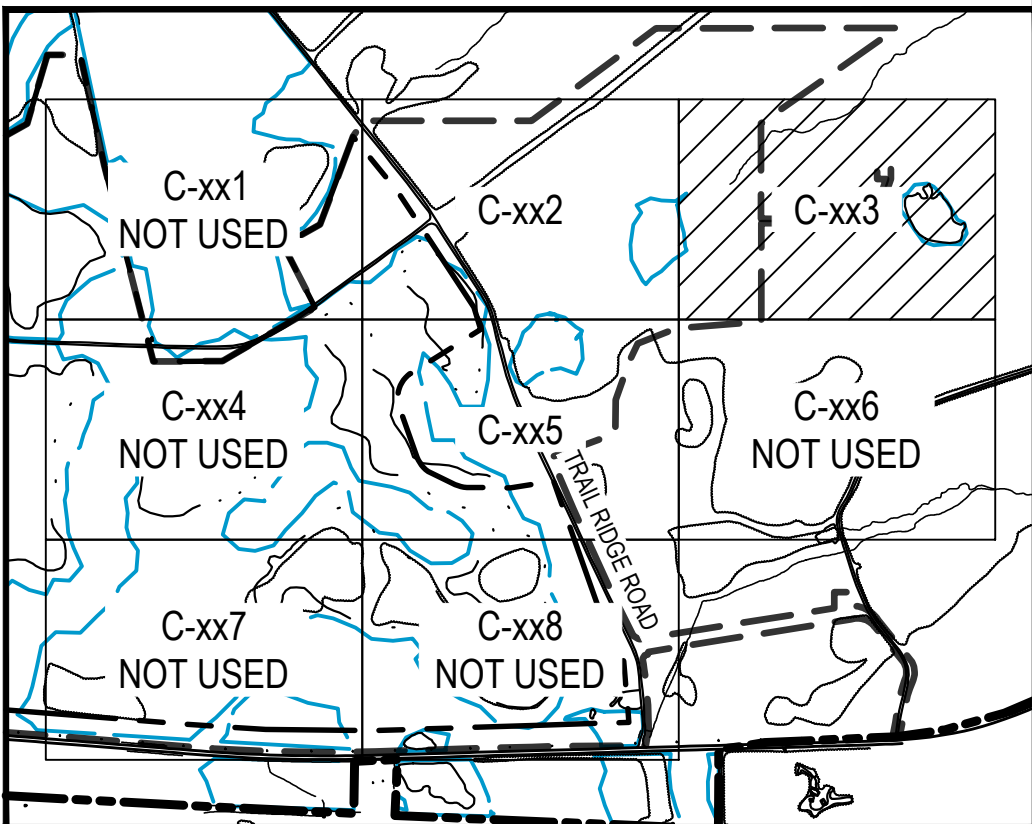 C-xx1
NOT USED
C-xx2
C-xx3
C-xx4
NOT USED
C-xx5
C-xx6
NOT USED
TRAIL RIDGE ROAD
C-xx7
NOT USED
C-xx8
NOT USED